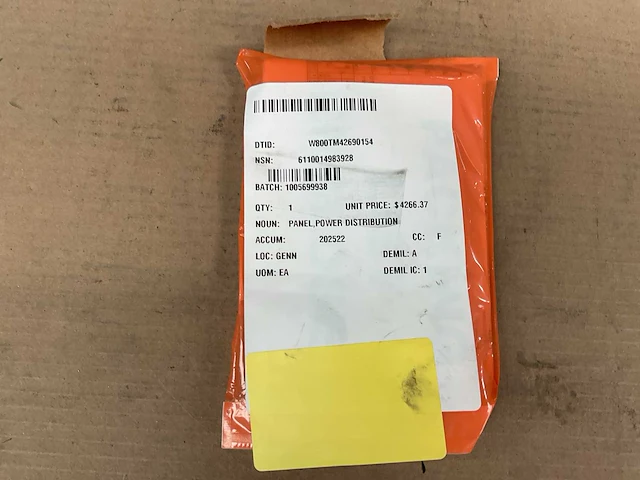 DTID: W800TM42690154
NSN: 6110014983928
BATCH: 1005699938
QTY: 1 UNIT PRICE: $4266.37
NOUN: PANEL,POWER DISTRIBUTION
ACCUM: 202522 CC: F
LOC: GENN DEMIL: A
UOM: EA DEMIL IC: 1